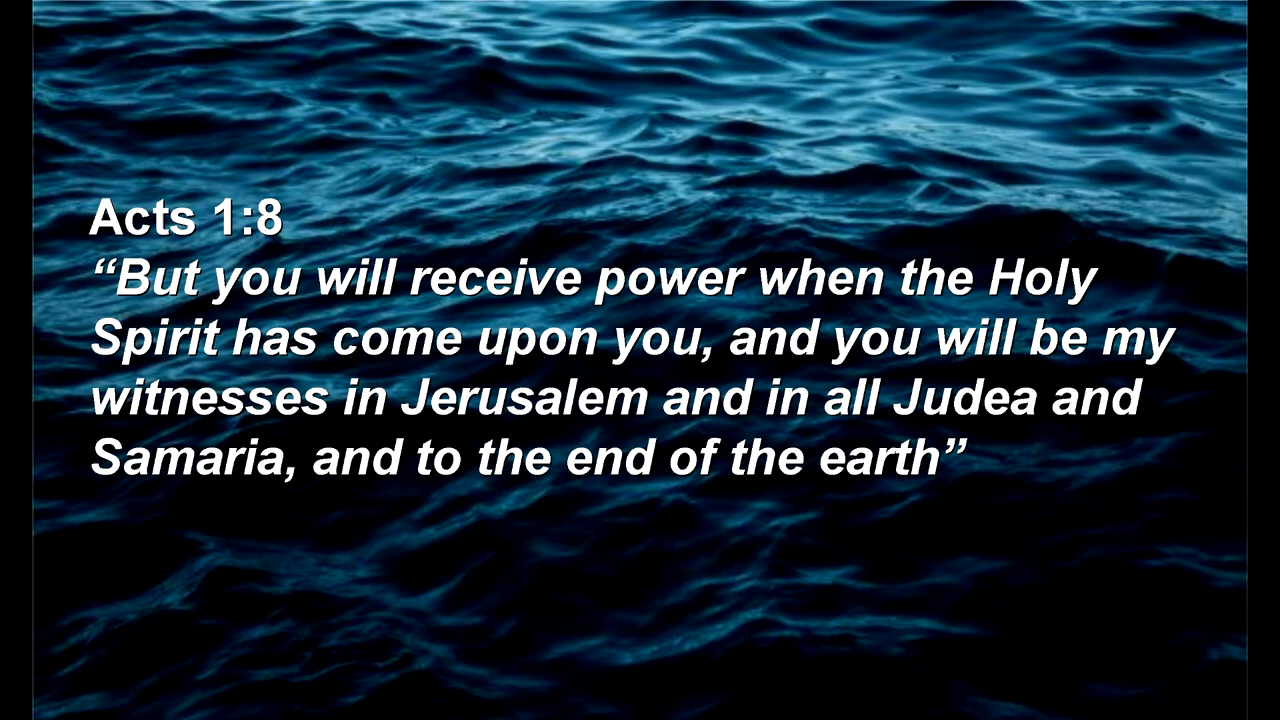 Acts 1:8
“But you will receive power when the Holy
Spirit has come upon you, and you will be my
witnesses in Jerusalem and in all Judea and
Samaria, and to the end of the earth”